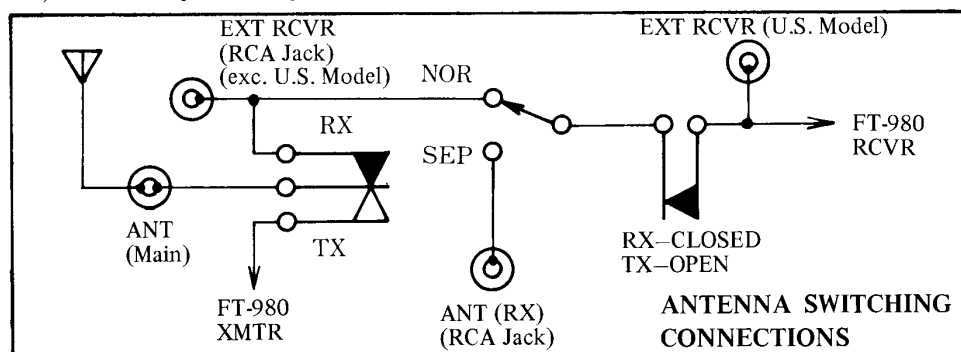 EXT RCVR
(RCA Jack)
(exc. U.S. Model)
EXT RCVR (U.S. Model)
NOR
RX
SEP
FT-980
RCVR
ANT
(Main)
TX
RX–CLOSED
TX–OPEN
FT-980
XMTR
ANT (RX)
(RCA Jack)
ANTENNA SWITCHING
CONNECTIONS